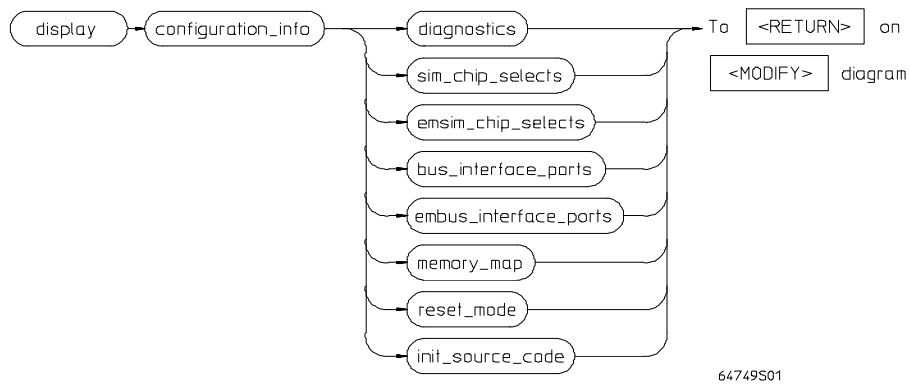 display configuration_info diagnostics To <RETURN> on
sim_chip_selects <MODIFY> diagram
emsim_chip_selects
bus_interface_ports
embus_interface_ports
memory_map
reset_mode
init_source_code
64749S01